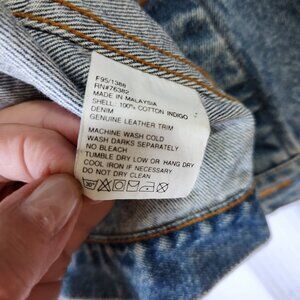 F95/1386
RN#76382
MADE IN MALAYSIA
SHELL: 100% COTTON INDIGO
DENIM
GENUINE LEATHER TRIM
MACHINE WASH COLD
WASH DARKS SEPARATELY
NO BLEACH
TUMBLE DRY LOW OR HANG DRY
COOL IRON IF NECESSARY
DO NOT DRY CLEAN